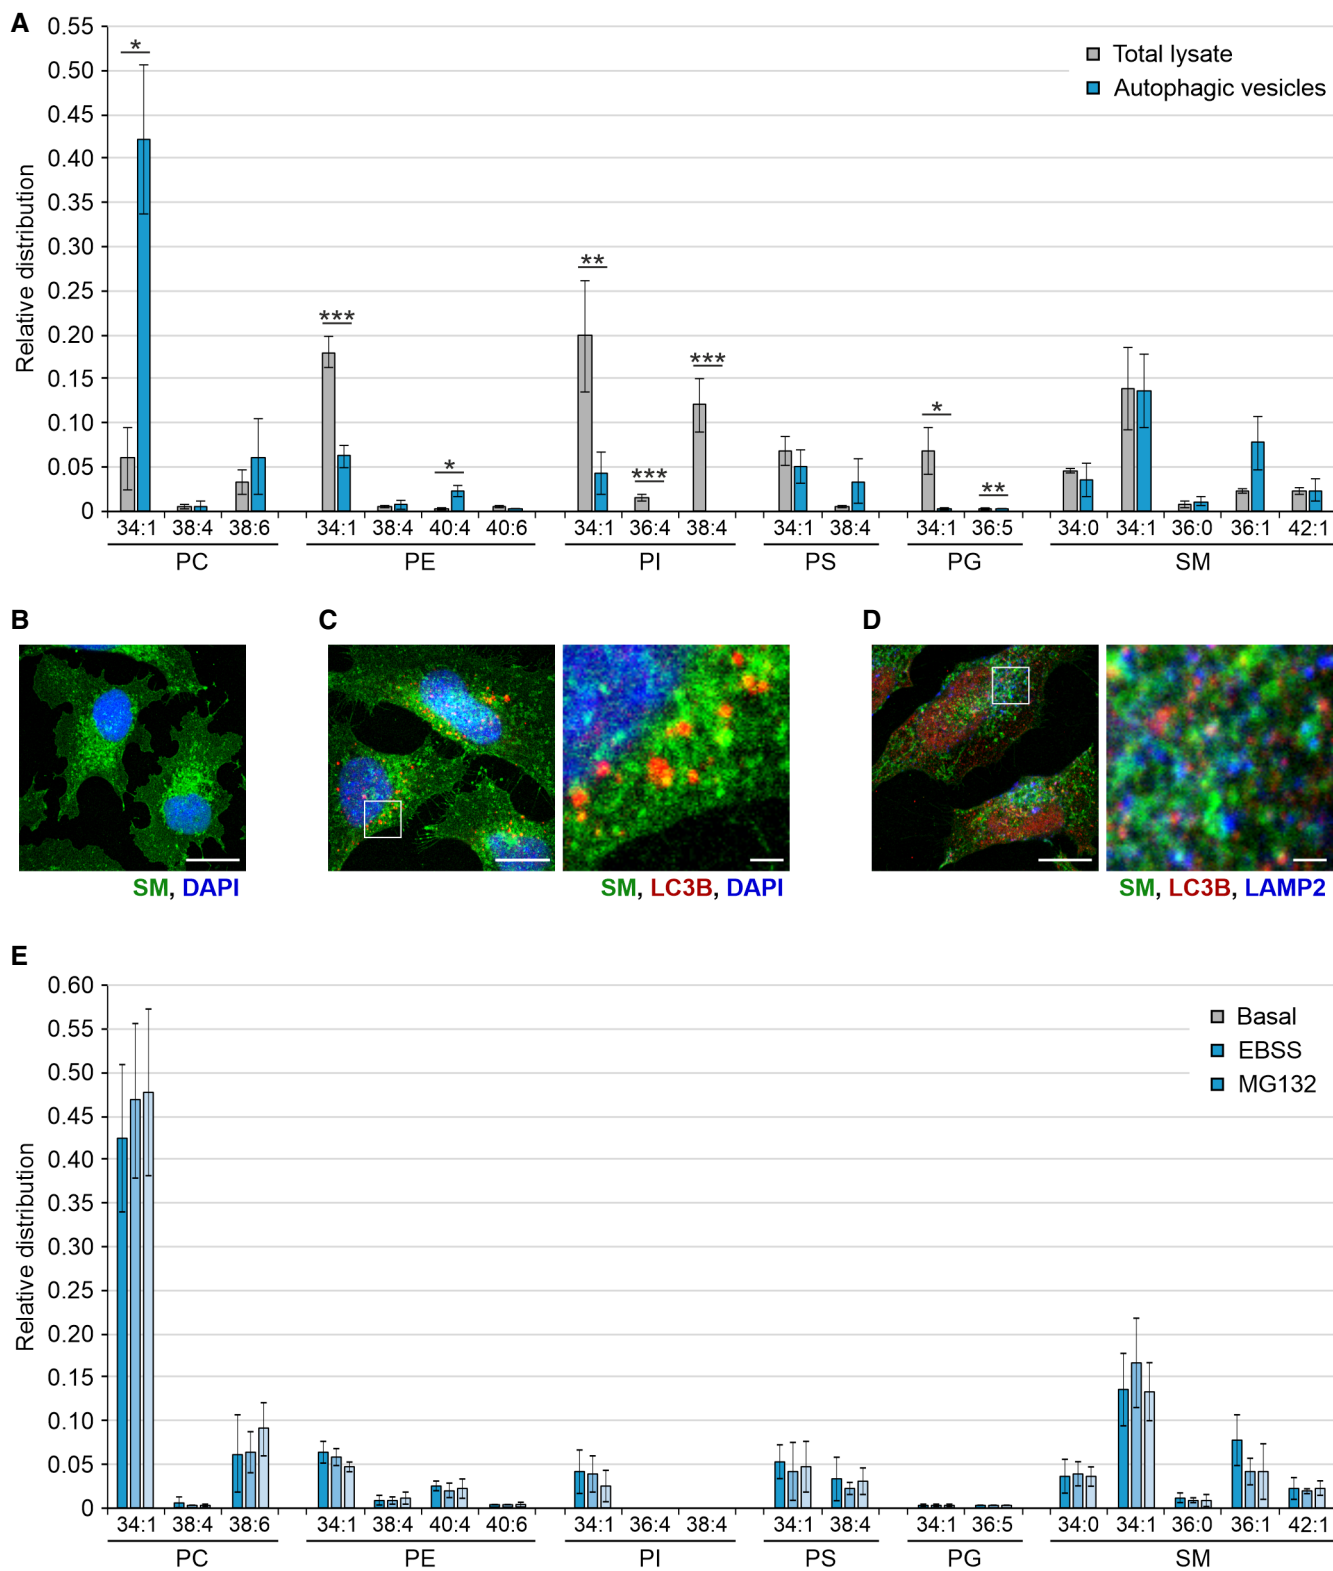 A
Relative distribution
0.55
0.50
0.45
0.40
0.35
0.30
0.25
0.20
0.15
0.10
0.05
0
* *** * ** *** *** * **
Total lysate
Autophagic vesicles
34:1 38:4 38:6 34:1 38:4 40:4 40:6 34:1 36:4 38:4 34:1 38:4 34:1 36:5 34:0 34:1 36:0 36:1 42:1
PC PE PI PS PG SM
B
SM, DAPI
C
SM, LC3B, DAPI
D
SM, LC3B, LAMP2
E
Relative distribution
0.60
0.55
0.50
0.45
0.40
0.35
0.30
0.25
0.20
0.15
0.10
0.05
0
Basal
EBSS
MG132
34:1 38:4 38:6 34:1 38:4 40:4 40:6 34:1 36:4 38:4 34:1 38:4 34:1 36:5 34:0 34:1 36:0 36:1 42:1
PC PE PI PS PG SM